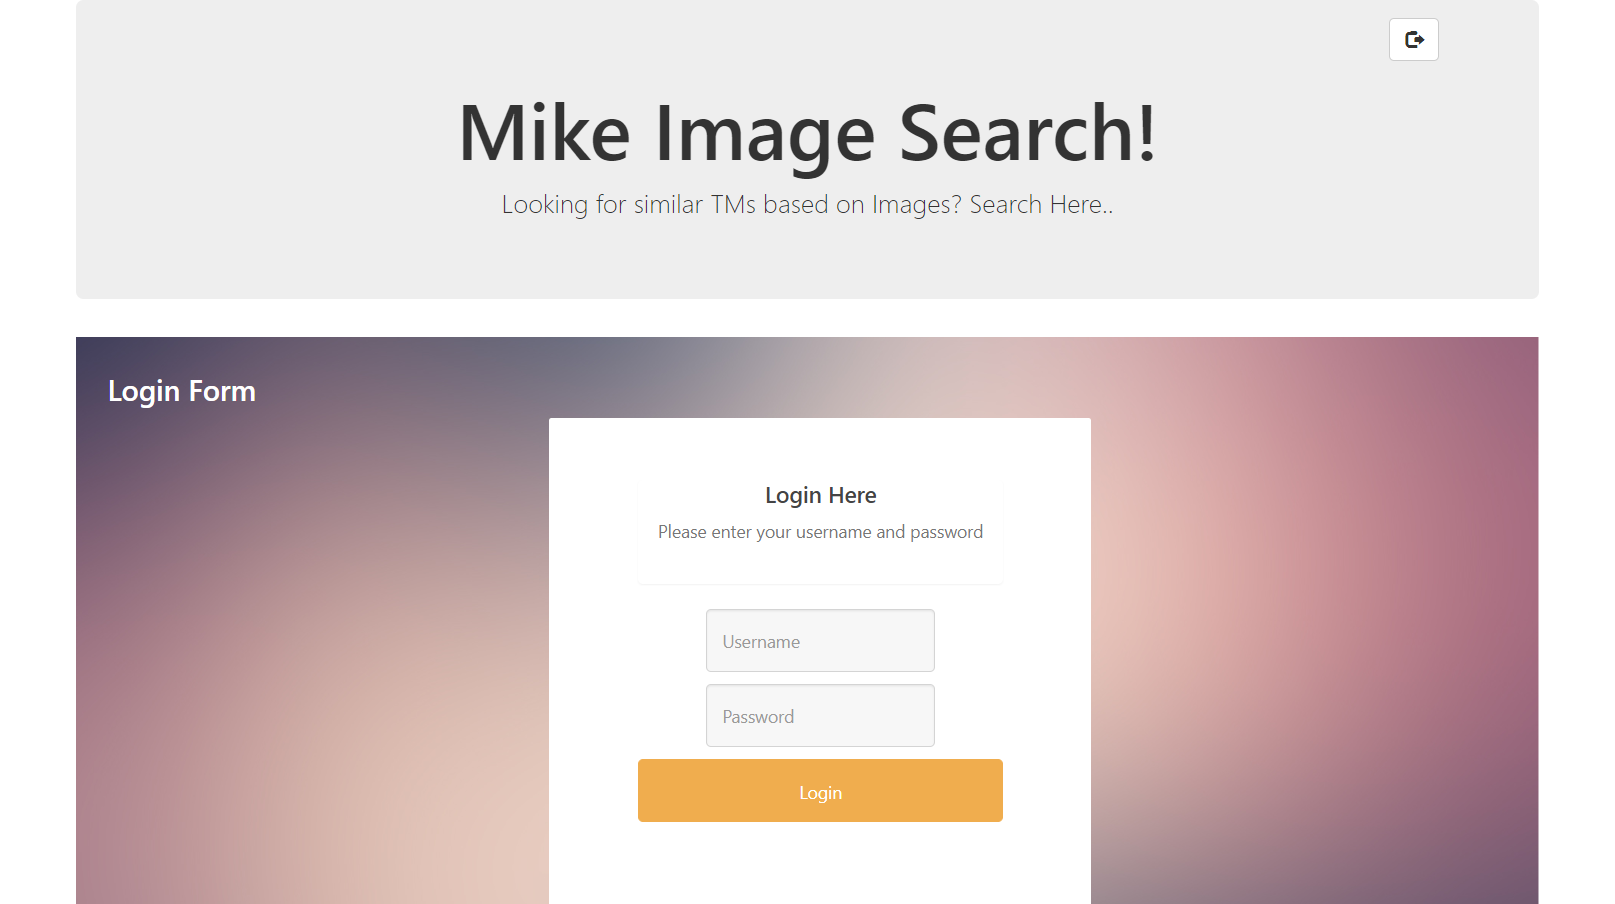 Mike Image Search!
Looking for similar TMs based on Images? Search Here..
Login Form
Login Here
Please enter your username and password
Username
Password
Login